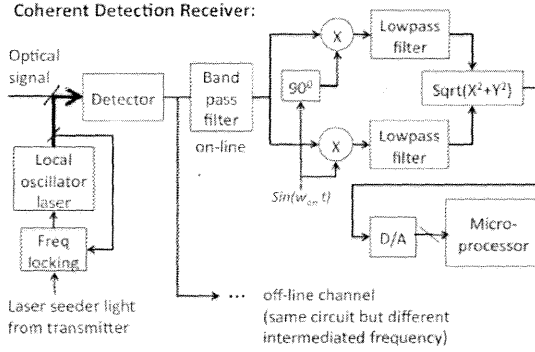 Coherent Detection Receiver:
Optical
signal
Detector
Band
pass
filter
on-line
X
90⁰
X
Lowpass
filter
Lowpass
filter
Sqrt(X²+Y²)
Sin(w_on t)
Local
oscillator
laser
Freq
locking
Laser seeder light
from transmitter
D/A
Micro-
processor
... off-line channel
(same circuit but different
intermediated frequency)